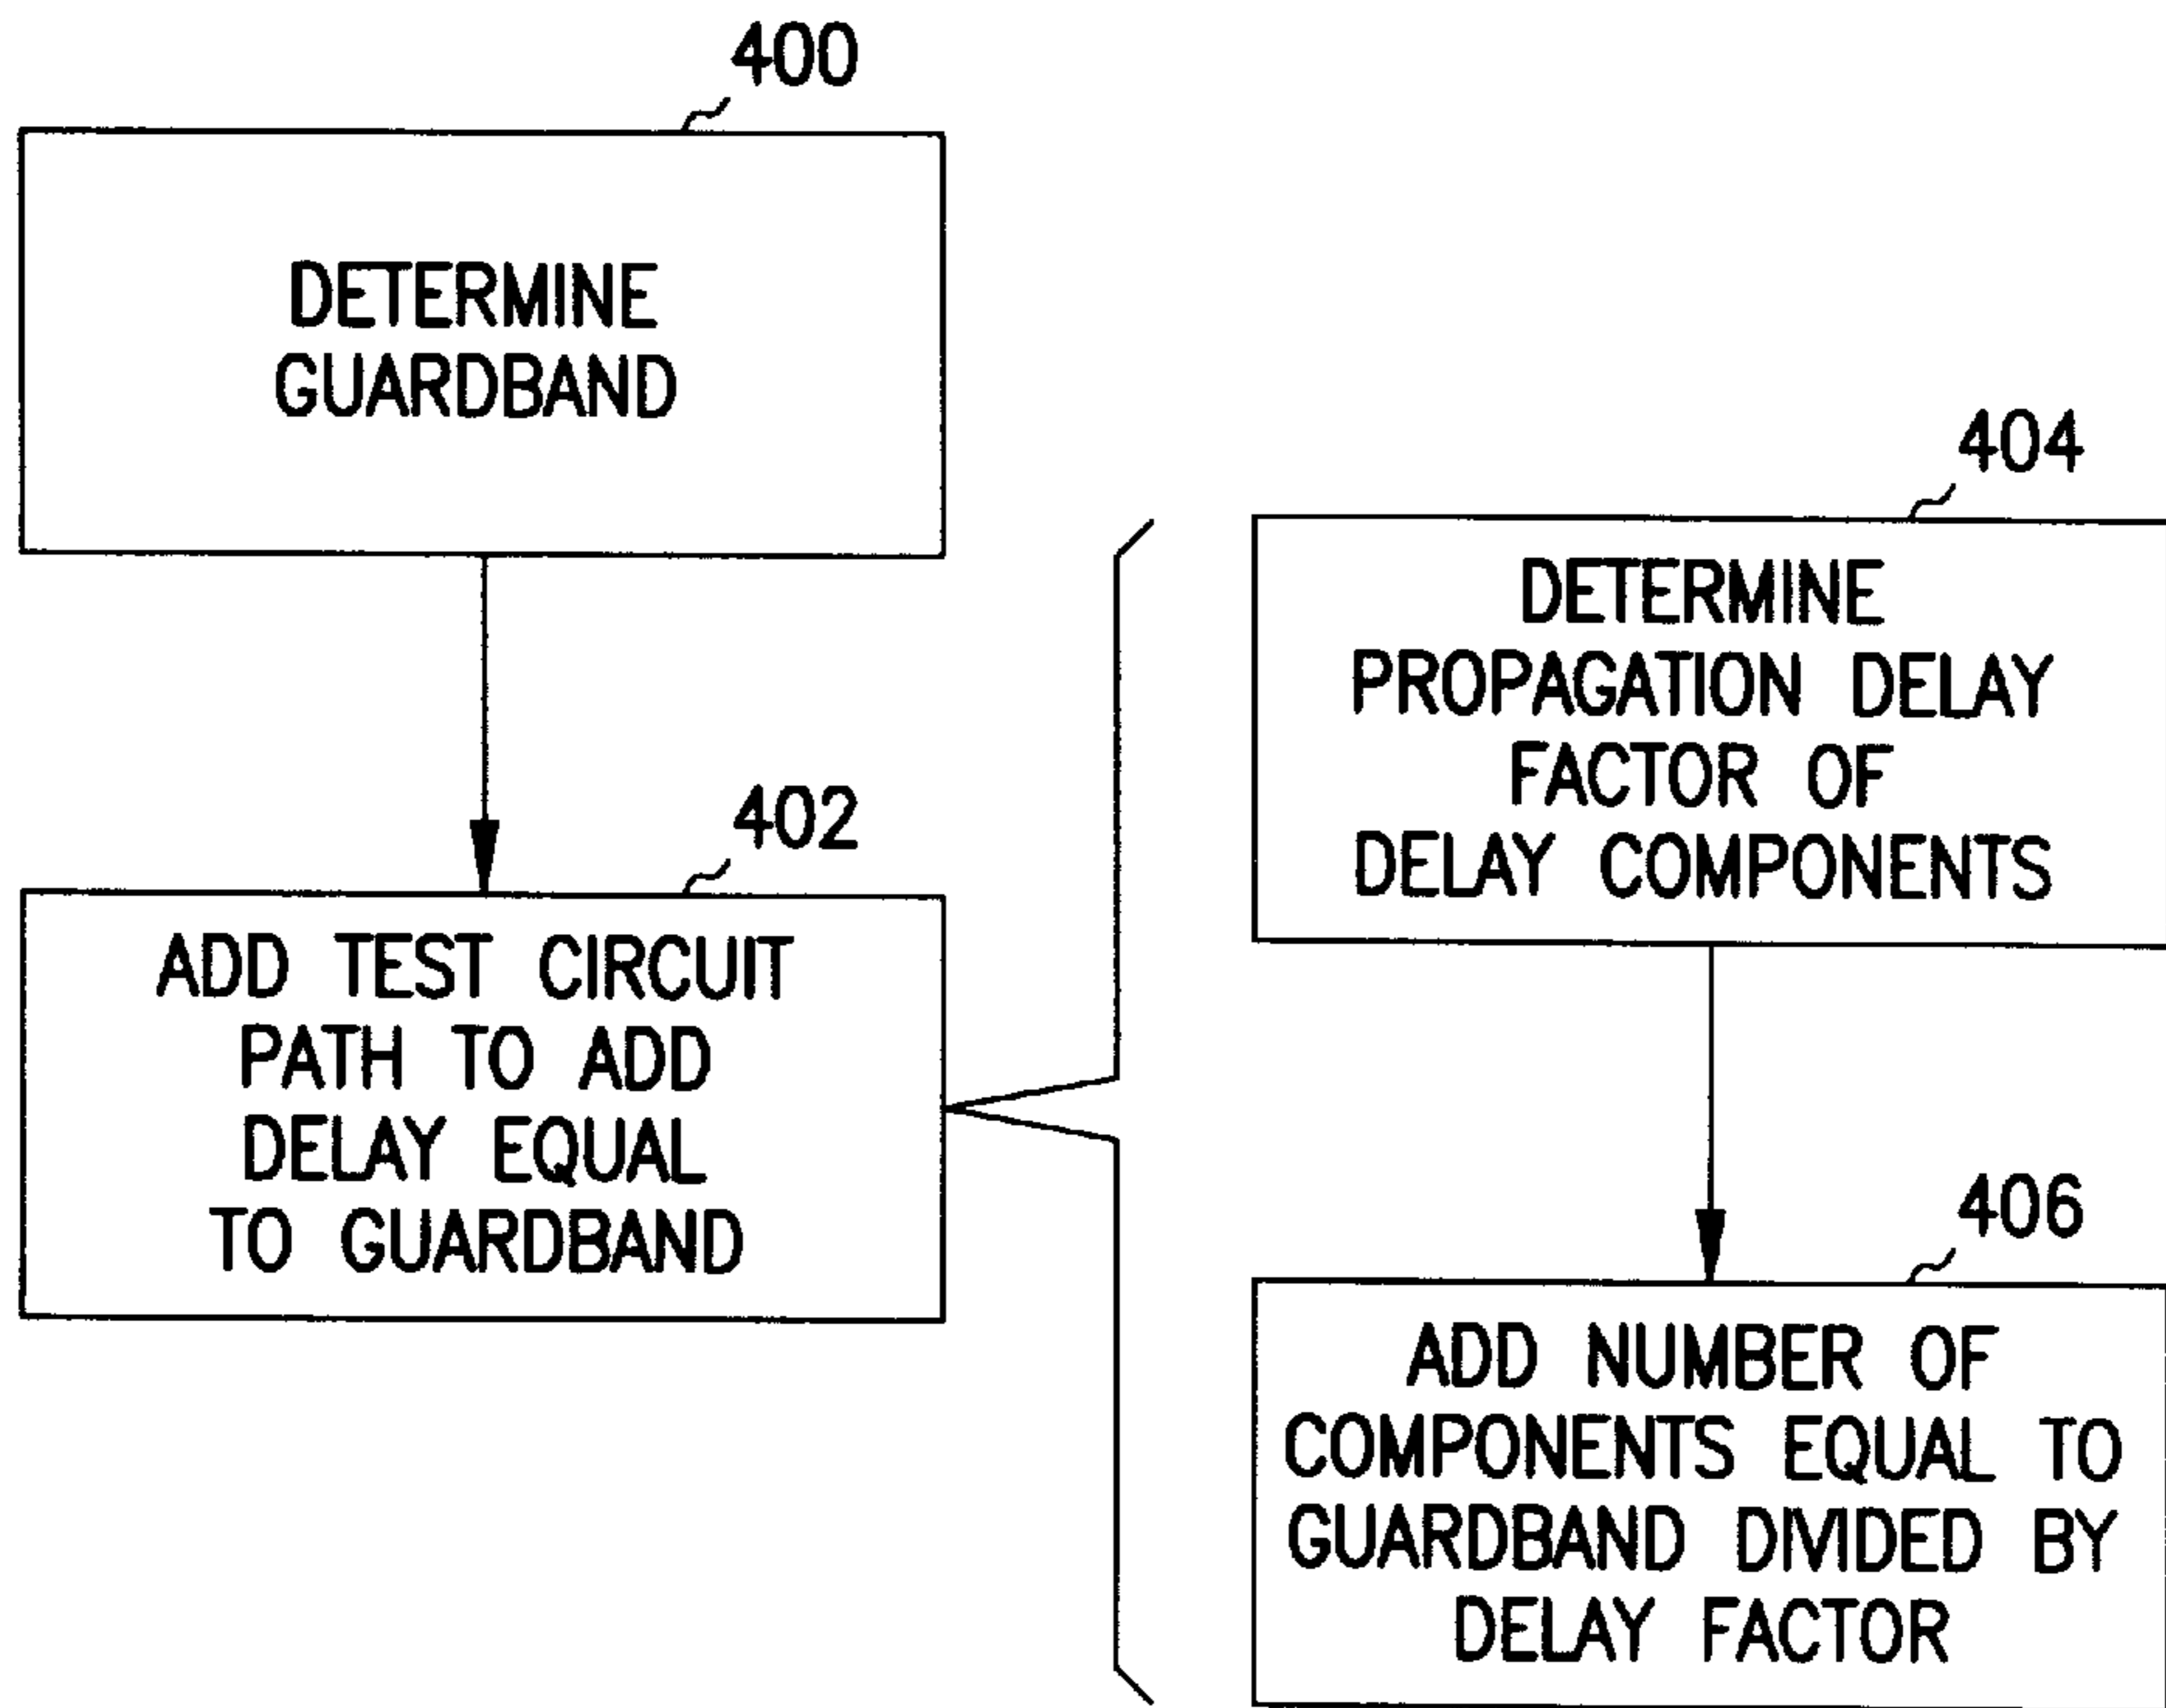 400
DETERMINE
GUARDBAND
402
ADD TEST CIRCUIT
PATH TO ADD
DELAY EQUAL
TO GUARDBAND
404
DETERMINE
PROPAGATION DELAY
FACTOR OF
DELAY COMPONENTS
406
ADD NUMBER OF
COMPONENTS EQUAL TO
GUARDBAND DIVIDED BY
DELAY FACTOR